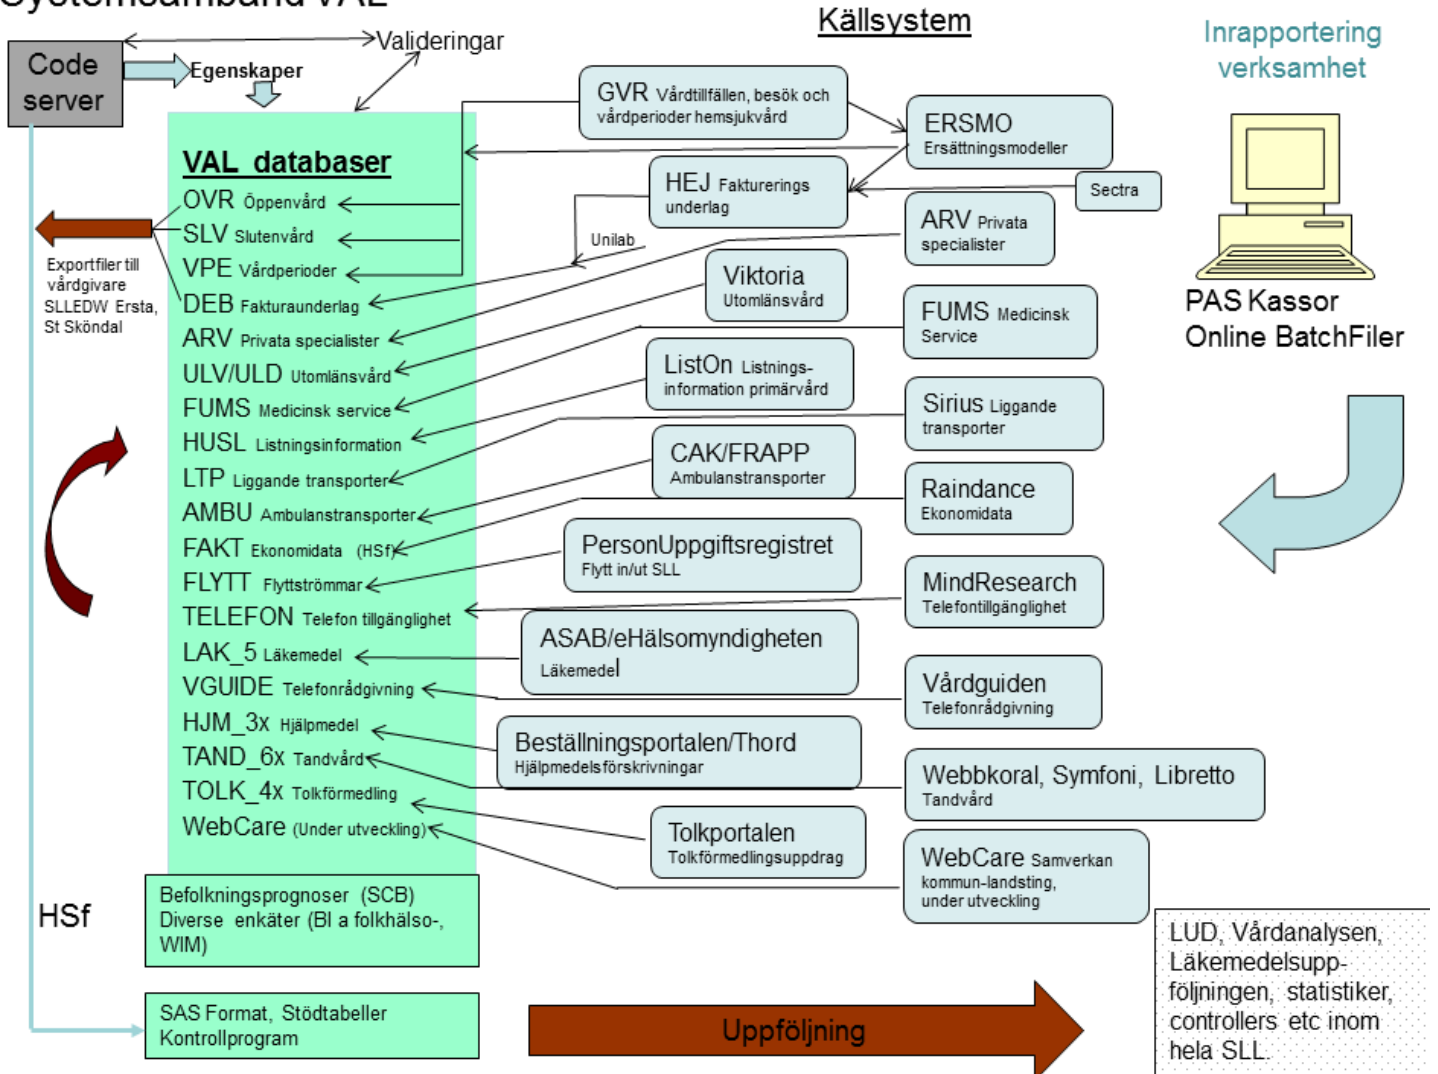 Systemsamband VAL
Källsystem
Inrapportering
verksamhet
Code
server
Valideringar
Egenskaper
VAL databaser
OVR Öppenvård
SLV Slutenvård
VPE Vårdperioder
DEB Fakturaunderlag
ARV Privata specialister
ULV/ULD Utomlänsvård
FUMS Medicinsk service
HUSL Listningsinformation
LTP Liggande transporter
AMBU Ambulanstransporter
FAKT Ekonomidata (HSf)
FLYTT Flyttströmmar
TELEFON Telefon tillgänglighet
LAK_5 Läkemedel
VGUIDE Telefonrådgivning
HJM_3x Hjälpmedel
TAND_6x Tandvård
TOLK_4x Tolkförmedling
WebCare (Under utveckling)
Exportfiler till
vårdgivare
SLLEDW Ersta,
St Sköndal
GVR Vårdtillfällen, besök och
vårdperioder hemsjukvård
ERSMO
Ersättningsmodeller
HEJ Fakturerings
underlag
Sectra
ARV Privata
specialister
Unilab
Viktoria
Utomlänsvård
FUMS Medicinsk
Service
ListOn Listnings-
information primärvård
Sirius Liggande
transporter
CAK/FRAPP
Ambulanstransporter
Raindance
Ekonomidata
PersonUppgiftsregistret
Flytt in/ut SLL
MindResearch
Telefontillgänglighet
ASAB/eHälsomyndigheten
Läkemedel
Vårdguiden
Telefonrådgivning
Beställningsportalen/Thord
Hjälpmedelsförskrivningar
Webbkoral, Symfoni, Libretto
Tandvård
Tolkportalen
Tolkförmedlingsuppdrag
WebCare Samverkan
kommun-landsting,
under utveckling
PAS Kassor
Online BatchFiler
HSf
Befolkningsprognoser (SCB)
Diverse enkäter (Bl a folkhälso-,
WIM)
SAS Format, Stödtabeller
Kontrollprogram
Uppföljning
LUD, Vårdanalysen,
Läkemedelsupp-
följningen, statistiker,
controllers etc inom
hela SLL.